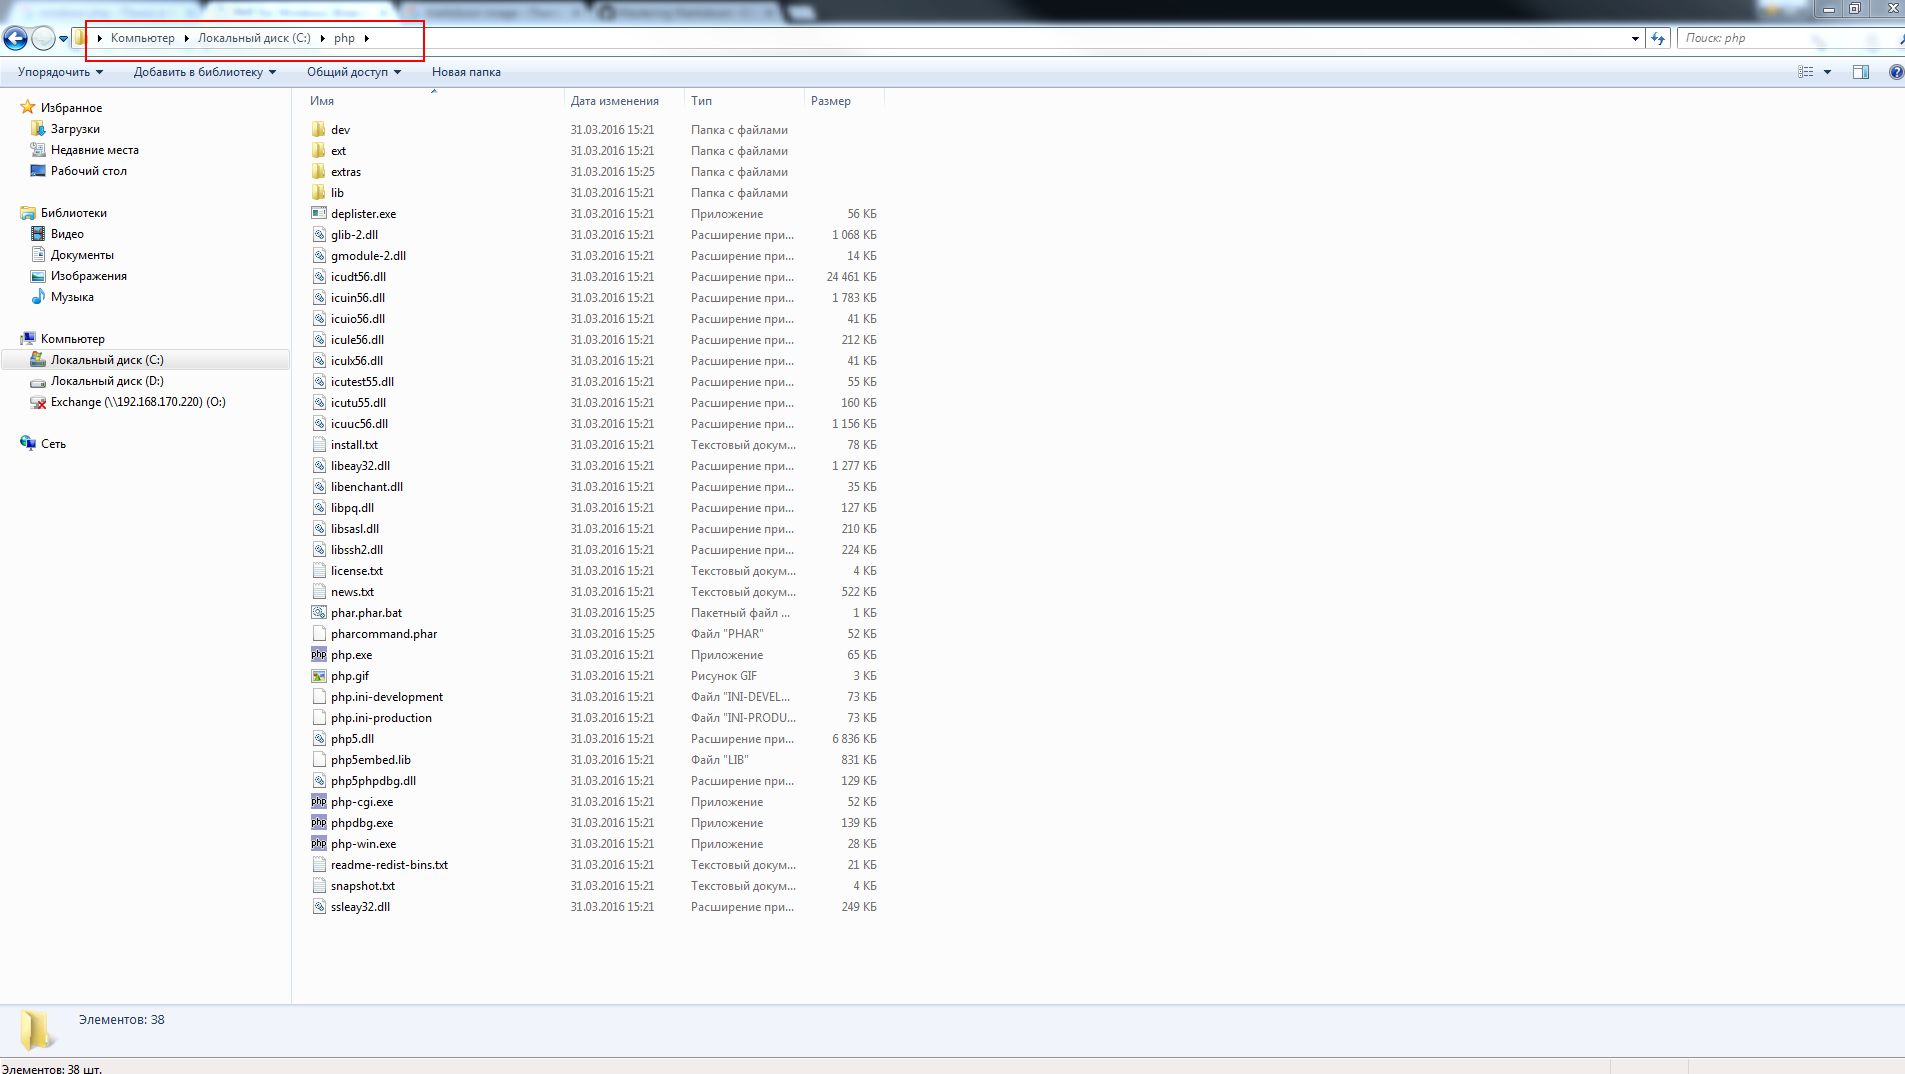 Компьютер Локальный диск (C:) php
Поиск: php
Упорядочить Добавить в библиотеку Общий доступ Новая папка
Избранное
Загрузки
Недавние места
Рабочий стол
Библиотеки
Видео
Документы
Изображения
Музыка
Компьютер
Локальный диск (C:)
Локальный диск (D:)
Exchange (\\192.168.170.220) (O:)
Сеть
Имя Дата изменения Тип Размер
dev 31.03.2016 15:21 Папка с файлами
ext 31.03.2016 15:21 Папка с файлами
extras 31.03.2016 15:25 Папка с файлами
lib 31.03.2016 15:21 Папка с файлами
deplister.exe 31.03.2016 15:21 Приложение 56 КБ
glib-2.dll 31.03.2016 15:21 Расширение при... 1 068 КБ
gmodule-2.dll 31.03.2016 15:21 Расширение при... 14 КБ
icudt56.dll 31.03.2016 15:21 Расширение при... 24 461 КБ
icuin56.dll 31.03.2016 15:21 Расширение при... 1 783 КБ
icuio56.dll 31.03.2016 15:21 Расширение при... 41 КБ
icule56.dll 31.03.2016 15:21 Расширение при... 212 КБ
iculx56.dll 31.03.2016 15:21 Расширение при... 41 КБ
icutest55.dll 31.03.2016 15:21 Расширение при... 55 КБ
icutu55.dll 31.03.2016 15:21 Расширение при... 160 КБ
icuuc56.dll 31.03.2016 15:21 Расширение при... 1 156 КБ
install.txt 31.03.2016 15:21 Текстовый докум... 78 КБ
libeay32.dll 31.03.2016 15:21 Расширение при... 1 277 КБ
libenchant.dll 31.03.2016 15:21 Расширение при... 35 КБ
libpq.dll 31.03.2016 15:21 Расширение при... 127 КБ
libsasl.dll 31.03.2016 15:21 Расширение при... 210 КБ
libssh2.dll 31.03.2016 15:21 Расширение при... 224 КБ
license.txt 31.03.2016 15:21 Текстовый докум... 4 КБ
news.txt 31.03.2016 15:21 Текстовый докум... 522 КБ
phar.phar.bat 31.03.2016 15:25 Пакетный файл ... 1 КБ
pharcommand.phar 31.03.2016 15:25 Файл "PHAR" 52 КБ
php.exe 31.03.2016 15:21 Приложение 65 КБ
php.gif 31.03.2016 15:21 Рисунок GIF 3 КБ
php.ini-development 31.03.2016 15:21 Файл "INI-DEVEL... 73 КБ
php.ini-production 31.03.2016 15:21 Файл "INI-PRODU... 73 КБ
php5.dll 31.03.2016 15:21 Расширение при... 6 836 КБ
php5embed.lib 31.03.2016 15:21 Файл "LIB" 831 КБ
php5phpdbg.dll 31.03.2016 15:21 Расширение при... 129 КБ
php-cgi.exe 31.03.2016 15:21 Приложение 52 КБ
phpdbg.exe 31.03.2016 15:21 Приложение 139 КБ
php-win.exe 31.03.2016 15:21 Приложение 28 КБ
readme-redist-bins.txt 31.03.2016 15:21 Текстовый докум... 21 КБ
snapshot.txt 31.03.2016 15:21 Текстовый докум... 4 КБ
ssleay32.dll 31.03.2016 15:21 Расширение при... 249 КБ
Элементов: 38
Элементов: 38 шт.